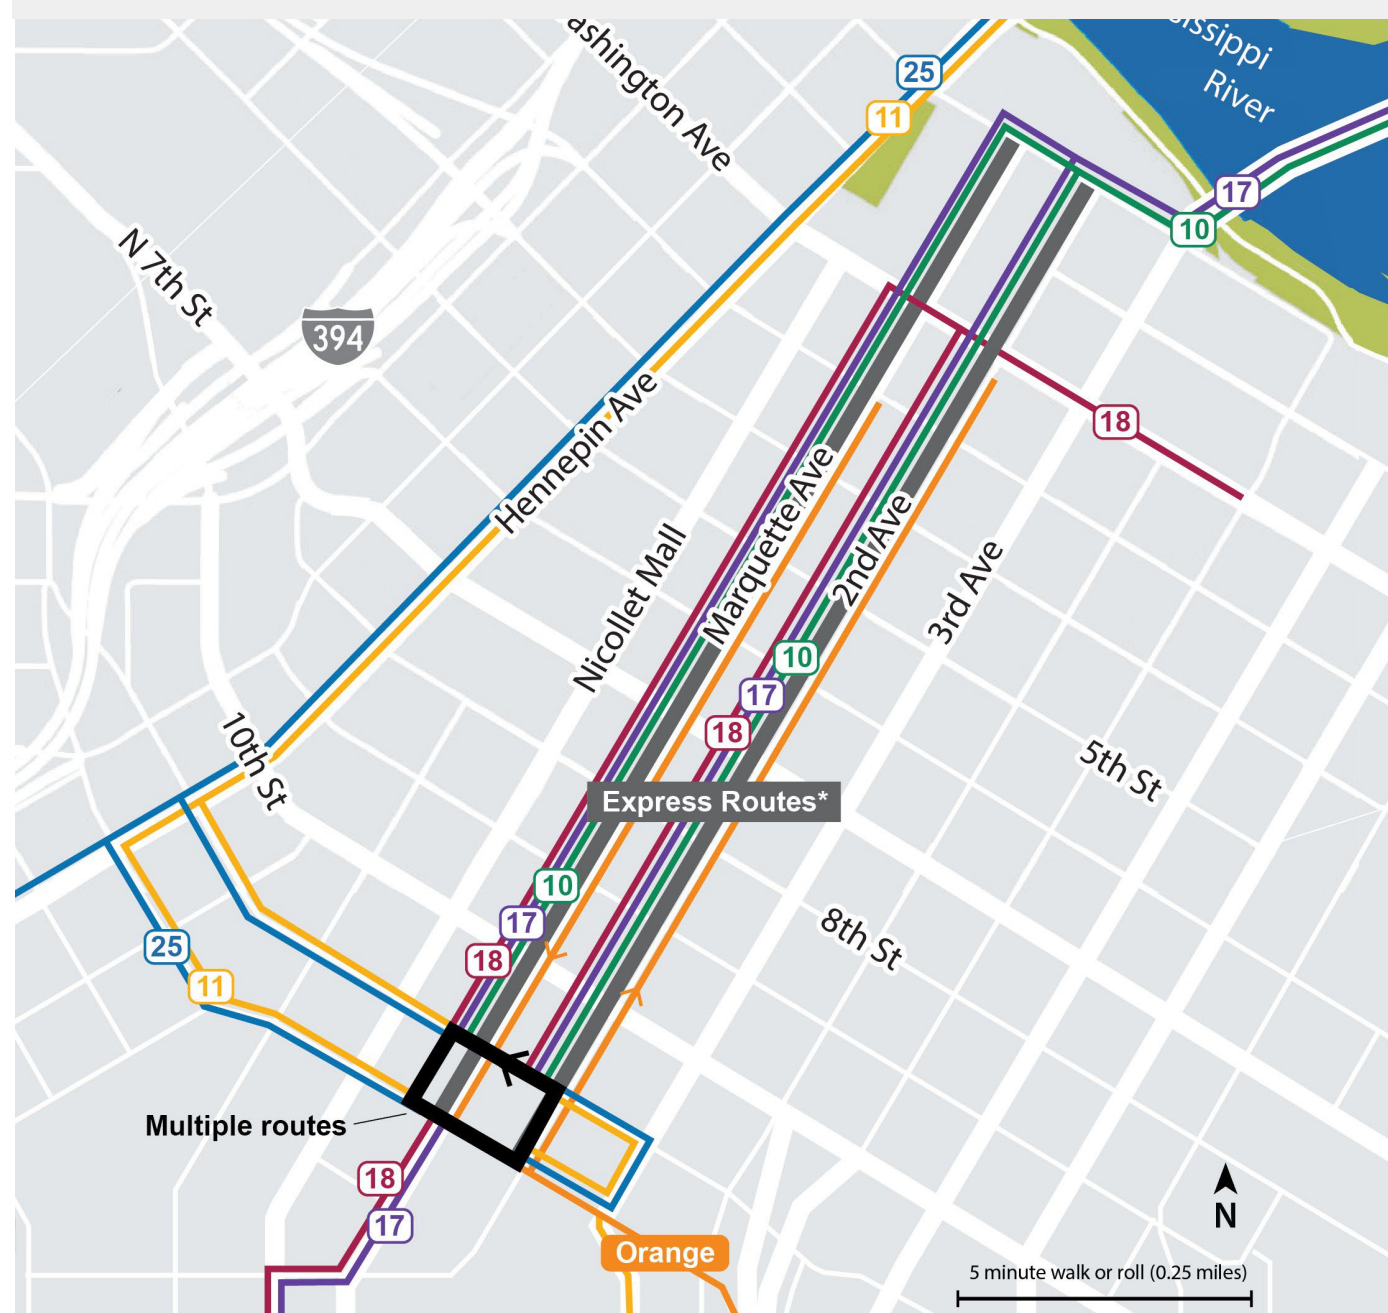 ississippi
River
ashington Ave
25
11
17
10
N 7th St
394
18
Hennepin Ave
Marquette Ave
2nd Ave
Nicollet Mall
3rd Ave
10
17
18
10th St
5th St
Express Routes*
10
17
18
8th St
25
11
Multiple routes
18
17
Orange
N
5 minute walk or roll (0.25 miles)